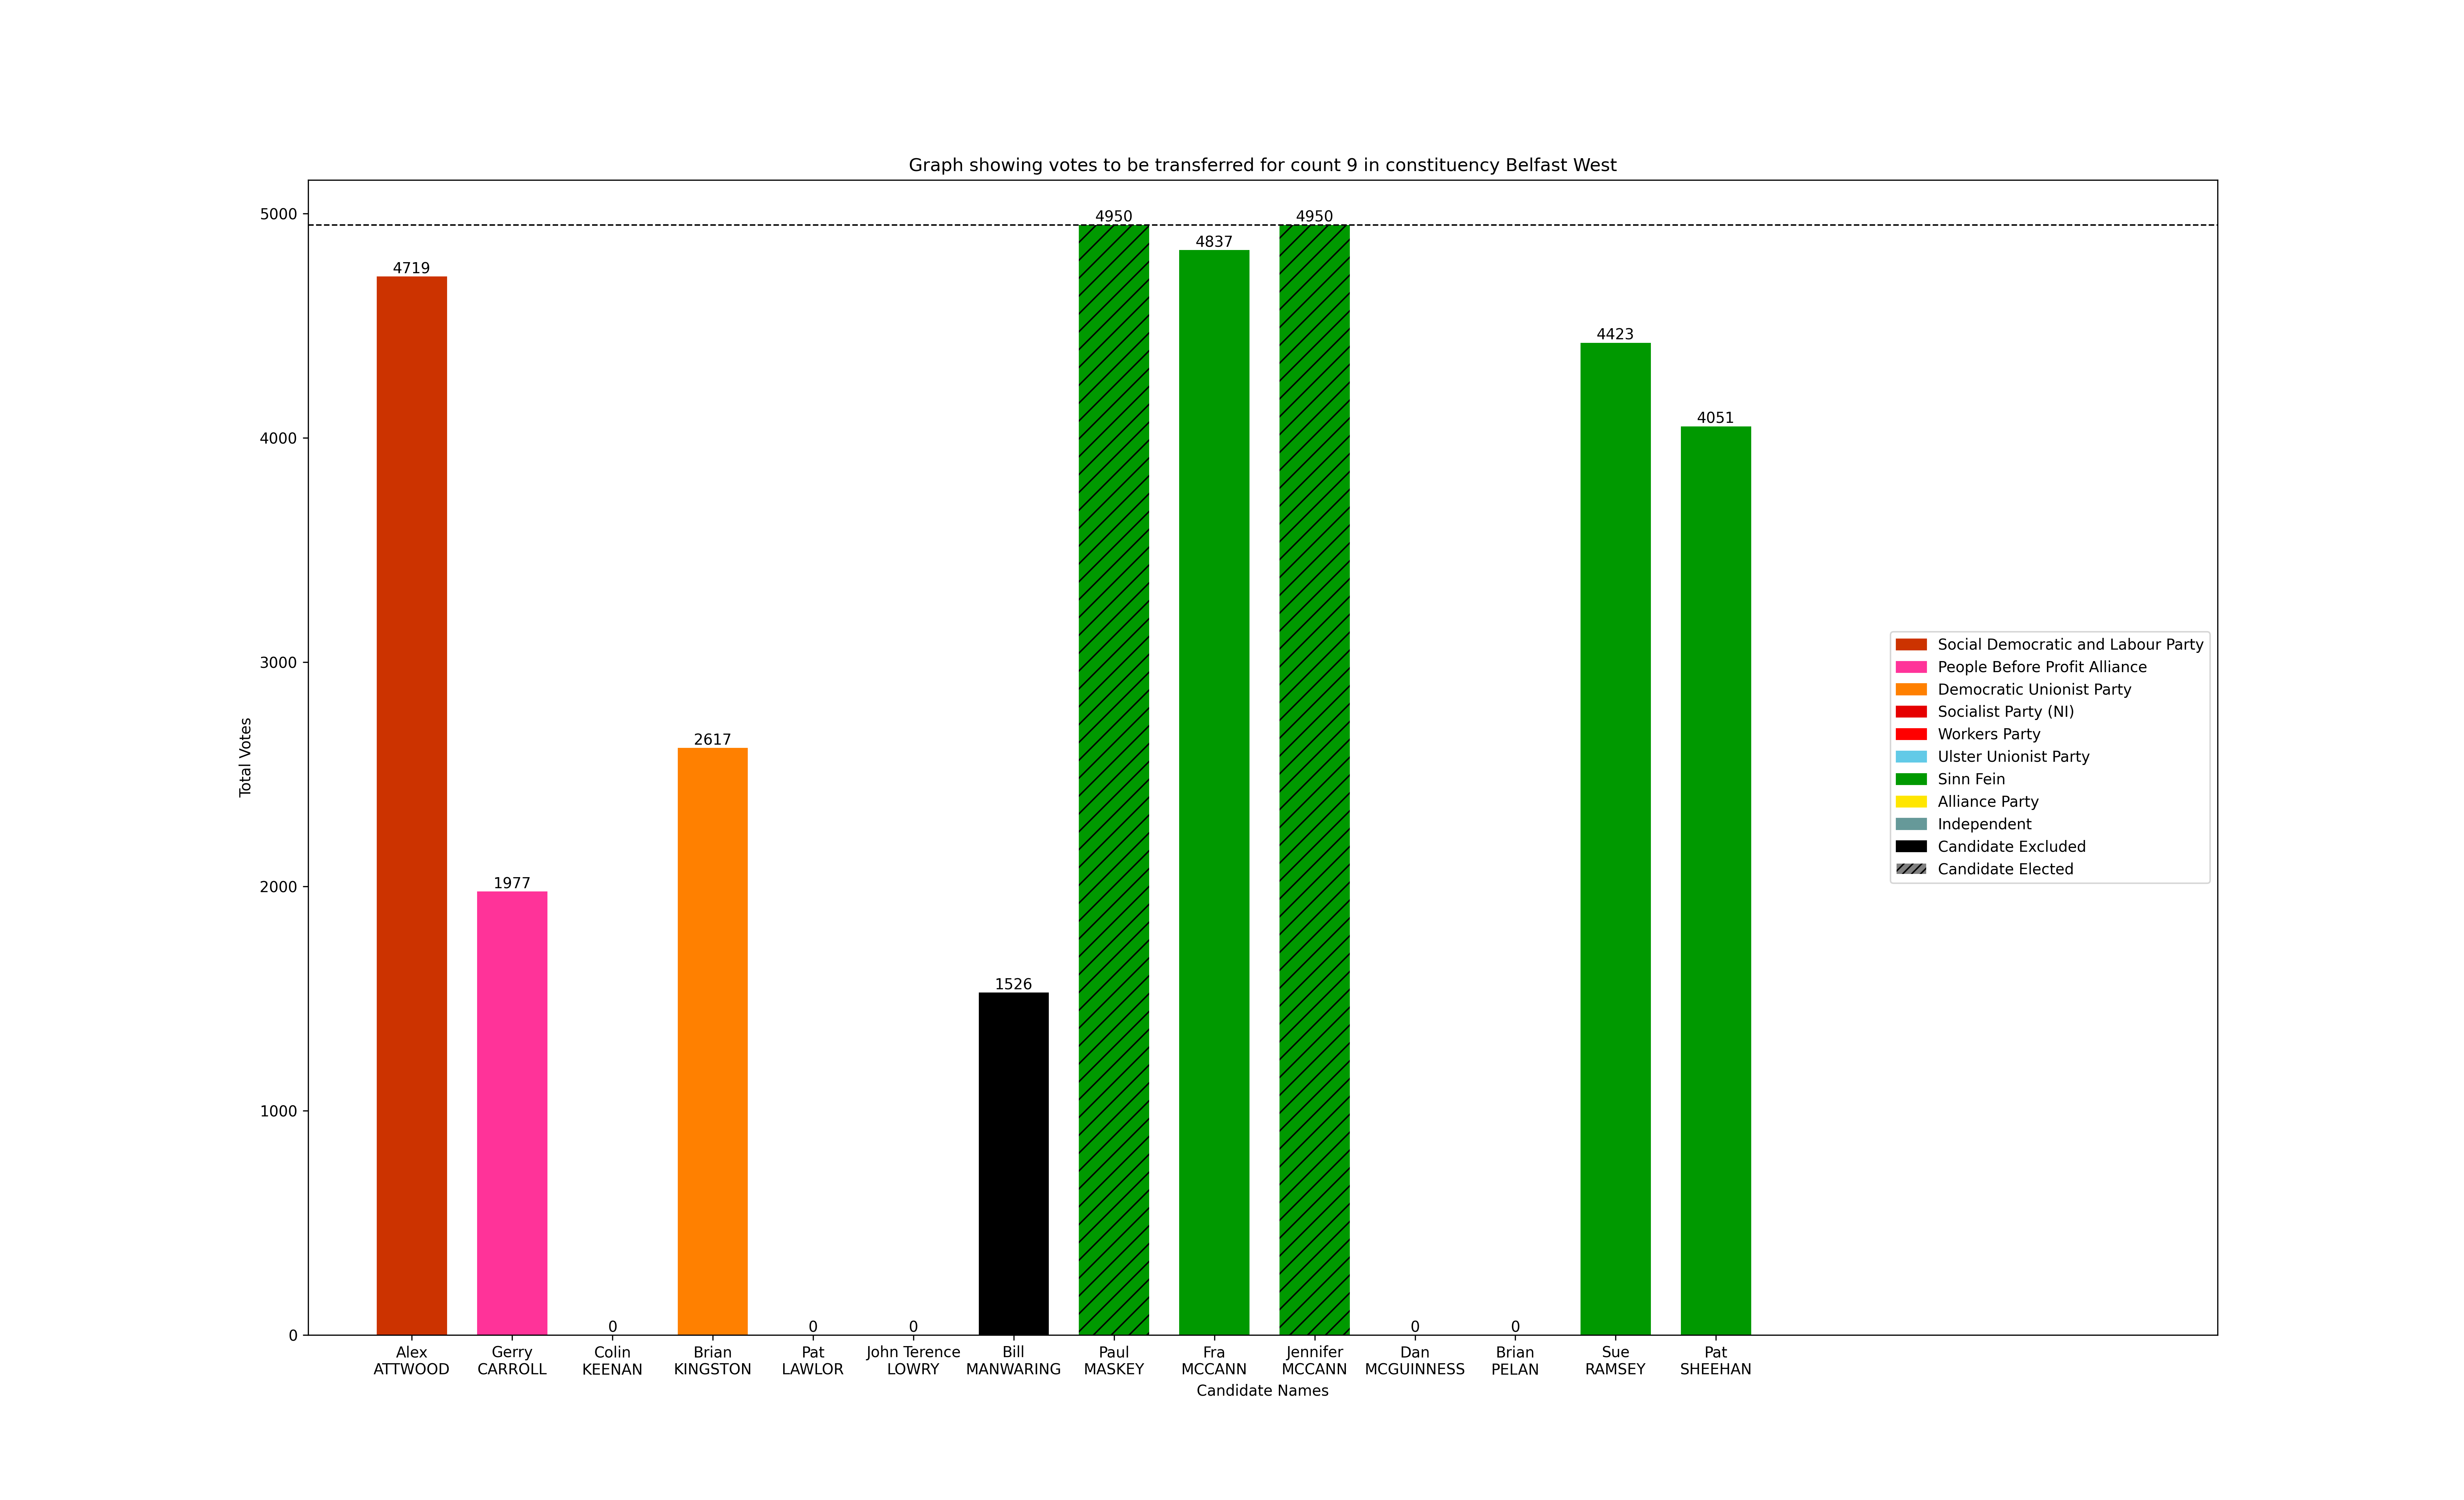 Graph showing votes to be transferred for count 9 in constituency Belfast West
5000
4000
3000
2000
1000
0
Total Votes
4719
1977
0
2617
0
0
1526
4950
4837
4950
0
0
4423
4051
Alex
ATTWOOD
Gerry
CARROLL
Colin
KEENAN
Brian
KINGSTON
Pat
LAWLOR
John Terence
LOWRY
Bill
MANWARING
Paul
MASKEY
Fra
MCCANN
Jennifer
MCCANN
Dan
MCGUINNESS
Brian
PELAN
Sue
RAMSEY
Pat
SHEEHAN
Candidate Names
Social Democratic and Labour Party
People Before Profit Alliance
Democratic Unionist Party
Socialist Party (NI)
Workers Party
Ulster Unionist Party
Sinn Fein
Alliance Party
Independent
Candidate Excluded
Candidate Elected